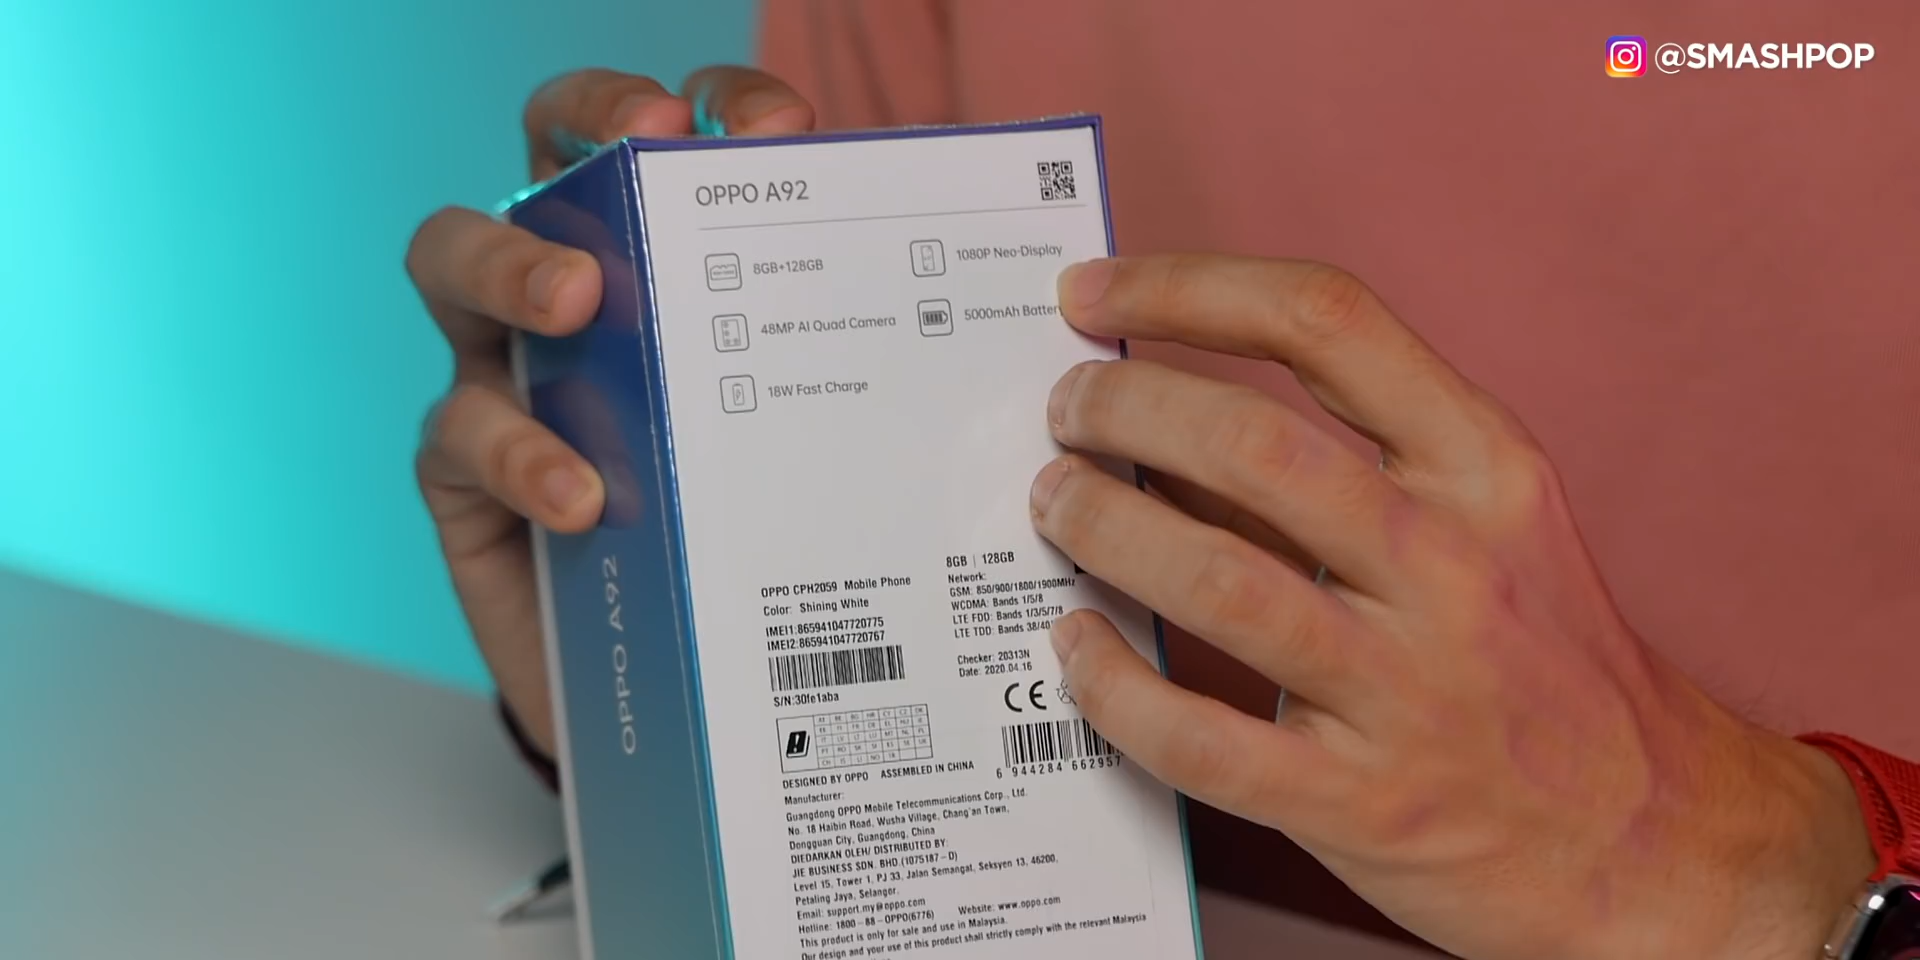 @SMASHPOP
OPPO A92
8GB+128GB
1080P Neo-Display
48MP AI Quad Camera
5000mAh Batter
18W Fast Charge
OPPO A92
OPPO CPH2059 Mobile Phone
Color: Shining White
IMEI1:865941047720775
IMEI2:865941047720767
S/N:30fe1aba
8GB | 128GB
Network:
GSM: 850/900/1800/1900MHz
WCDMA: Bands 1/5/8
LTE FDD: Bands 1/3/5/7/8
LTE TDD: Bands 38/40
Checker: 20313N
Date: 2020.04.16
CE
6 944284 662957
DESIGNED BY OPPO ASSEMBLED IN CHINA
Manufacturer:
Guangdong OPPO Mobile Telecommunications Corp., Ltd.
No. 18 Haibin Road, Wusha Village, Chang'an Town,
Dongguan City, Guangdong, China
DIEDARKAN OLEH/ DISTRIBUTED BY:
JIE BUSINESS SDN. BHD.(1075187-D)
Level 15, Tower 1, PJ 33, Jalan Semangat, Seksyen 13, 46200,
Petaling Jaya, Selangor.
Email: support.my@oppo.com
Hotline: 1800-88-OPPO(6776) Website: www.oppo.com
This product is only for sale and use in Malaysia.
Our design and your use of this product shall strictly comply with the relevant Malaysia